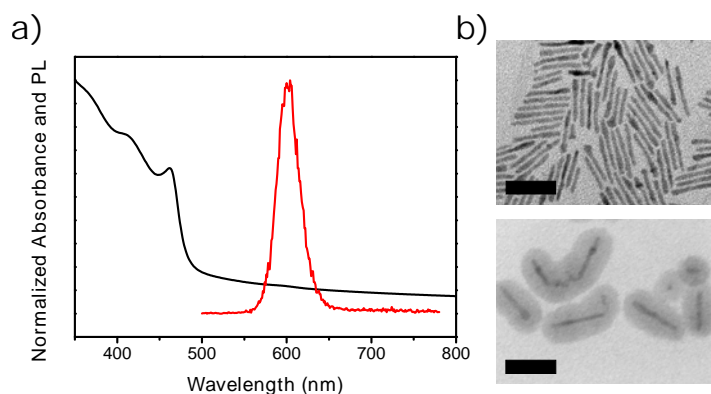 a)
b)
Normalized Absorbance and PL
400
500
600
700
800
Wavelength (nm)